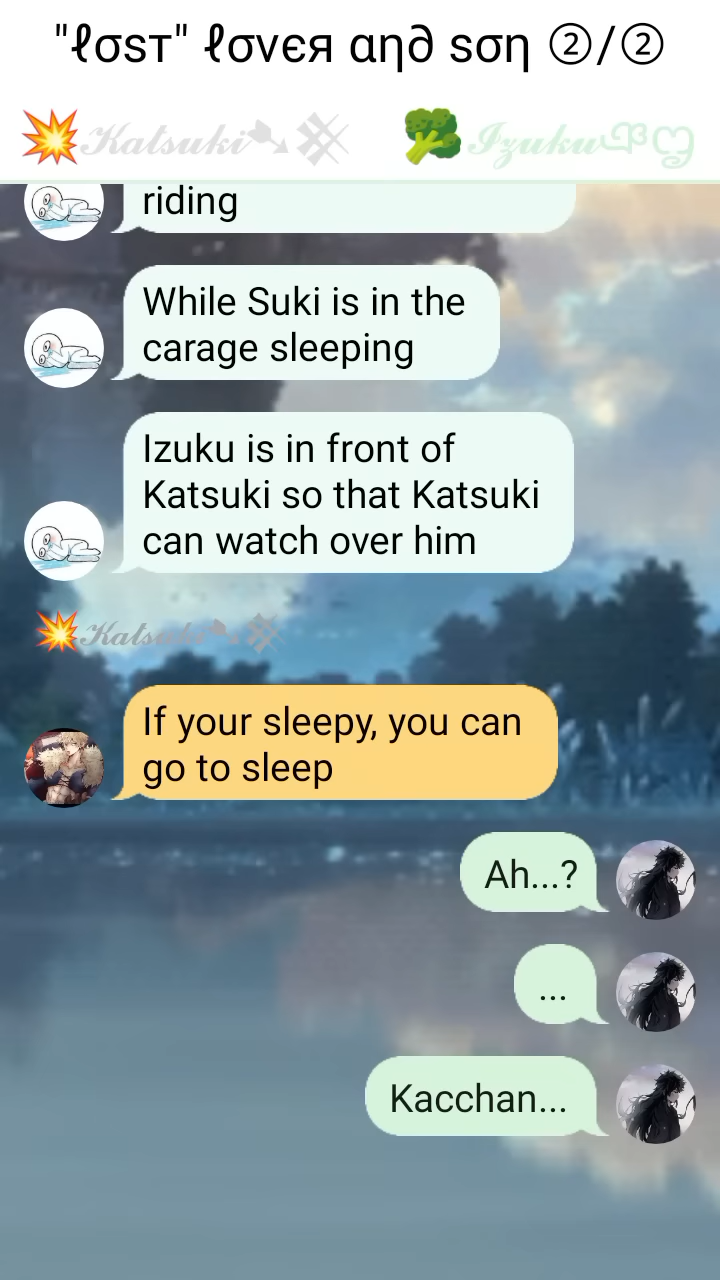 "ℓσѕт" ℓσνєя αη∂ ѕση ②/②
💥𝒦𝒶𝓉𝓈𝓊𝓀𝒾 🥦ℐ𝓏𝓊𝓀𝓊
riding
While Suki is in the
carage sleeping
Izuku is in front of
Katsuki so that Katsuki
can watch over him
💥𝒦𝒶𝓉𝓈𝓊𝓀𝒾
If your sleepy, you can
go to sleep
Ah...?
...
Kacchan...